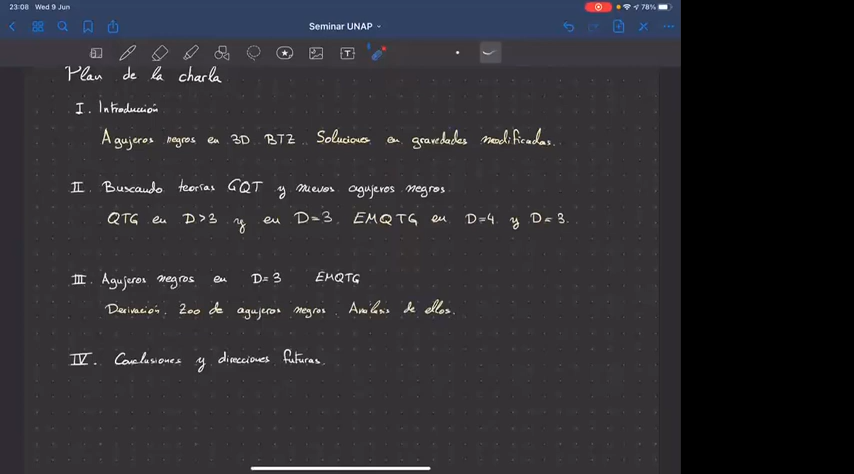 23:08 Wed 9 Jun
78%
Seminar UNAP
Plan de la charla
I. Introducción
Agujeros negros en 3D BTZ. Soluciones en gravedades modificadas.
II. Buscando teorías GQT y nuevos agujeros negros
QTG en D>3 y en D=3. EMQTG en D=4 y D=3.
III. Agujeros negros en D=3 EMQTG
Derivación. Zoo de agujeros negros. Análisis de ellos.
IV. Conclusiones y direcciones futuras.